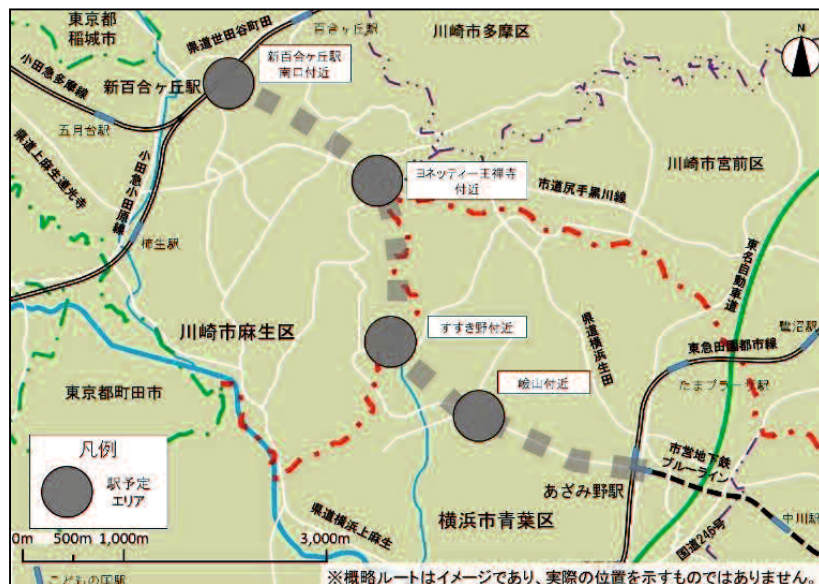 東京都
稲城市
県道世田谷町田
百合ヶ丘駅
川崎市多摩区
N
小田急多摩線
新百合ヶ丘駅
新百合ヶ丘駅
南口付近
五月台駅
県道上麻生連光寺
小田急小田原線
ヨネッティー王禅寺
付近
市道尻手黒川線
川崎市宮前区
東名自動車道
柿生駅
川崎市麻生区
すすき野付近
県道横浜生田
東急田園都市線
鷺沼駅
たまプラーザ駅
東京都町田市
嶮山付近
凡例
駅予定
エリア
市営地下鉄
ブルーライン
あざみ野駅
横浜市青葉区
県道横浜上麻生
国道246号
中川駅
0m 500m 1,000m 3,000m
こどもの国駅
※概略ルートはイメージであり、実際の位置を示すものではありません。